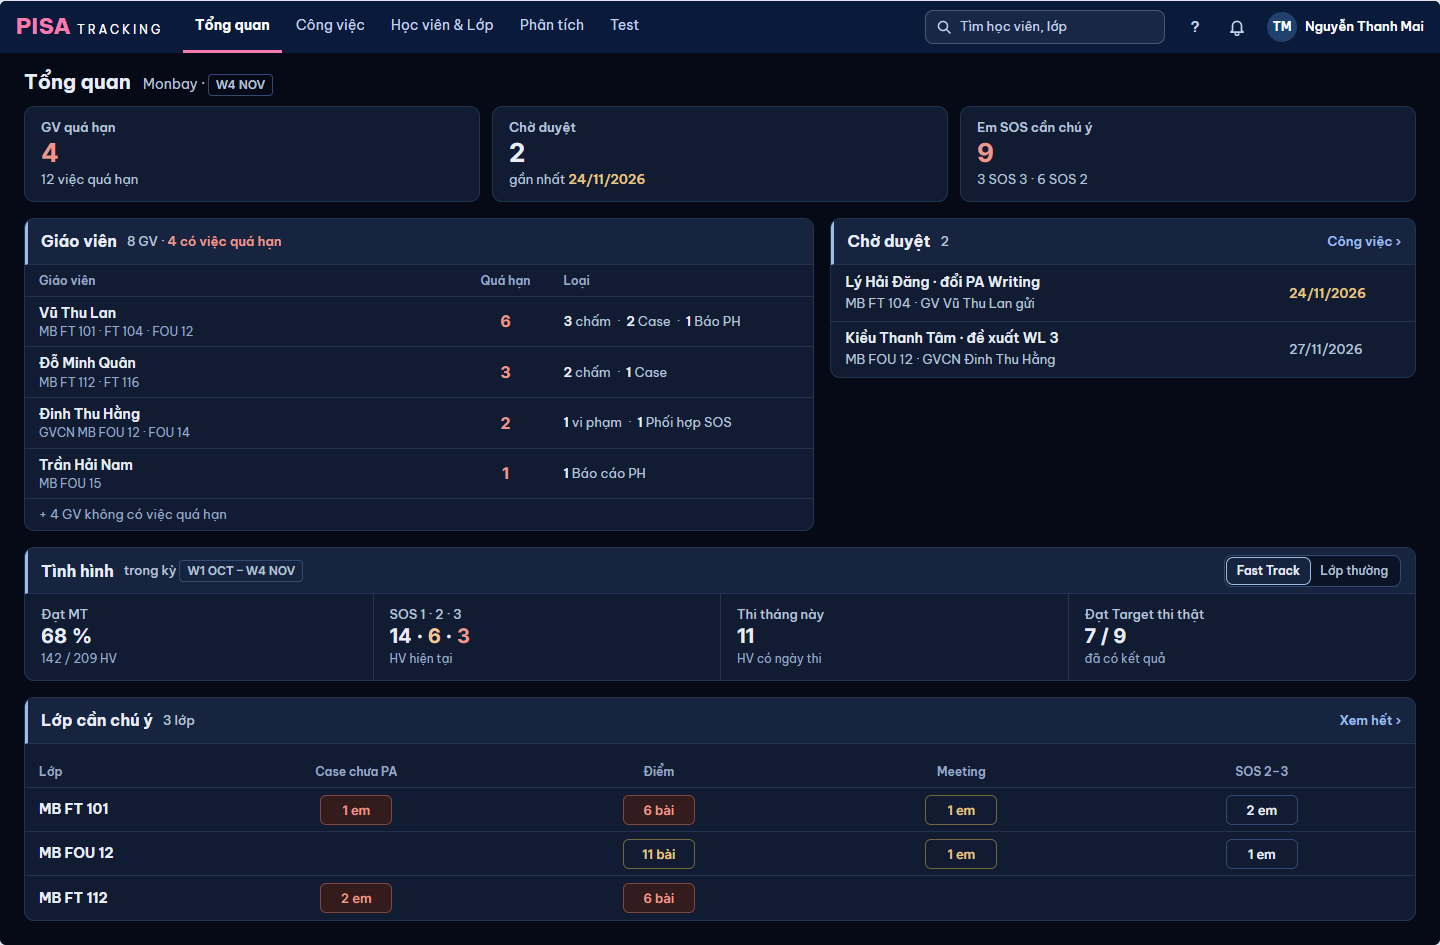 PISA TRACKING Tổng quan Công việc Học viên & Lớp Phân tích Test Tìm học viên, lớp ? TM Nguyễn Thanh Mai
Tổng quan Monbay · W4 NOV
GV quá hạn
4
12 việc quá hạn
Chờ duyệt
2
gần nhất 24/11/2026
Em SOS cần chú ý
9
3 SOS 3 · 6 SOS 2
Giáo viên 8 GV · 4 có việc quá hạn
Giáo viên Quá hạn Loại
Vũ Thu Lan
MB FT 101 · FT 104 · FOU 12
6 3 chấm · 2 Case · 1 Báo PH
Đỗ Minh Quân
MB FT 112 · FT 116
3 2 chấm · 1 Case
Đinh Thu Hằng
GVCN MB FOU 12 · FOU 14
2 1 vi phạm · 1 Phối hợp SOS
Trần Hải Nam
MB FOU 15
1 1 Báo cáo PH
+ 4 GV không có việc quá hạn
Chờ duyệt 2 Công việc ›
Lý Hải Đăng · đổi PA Writing
MB FT 104 · GV Vũ Thu Lan gửi
24/11/2026
Kiều Thanh Tâm · đề xuất WL 3
MB FOU 12 · GVCN Đinh Thu Hằng
27/11/2026
Tình hình trong kỳ W1 OCT – W4 NOV Fast Track Lớp thường
Đạt MT
68 %
142 / 209 HV
SOS 1 · 2 · 3
14 · 6 · 3
HV hiện tại
Thi tháng này
11
HV có ngày thi
Đạt Target thi thật
7 / 9
đã có kết quả
Lớp cần chú ý 3 lớp Xem hết ›
Lớp Case chưa PA Điểm Meeting SOS 2–3
MB FT 101 1 em 6 bài 1 em 2 em
MB FOU 12 11 bài 1 em 1 em
MB FT 112 2 em 6 bài